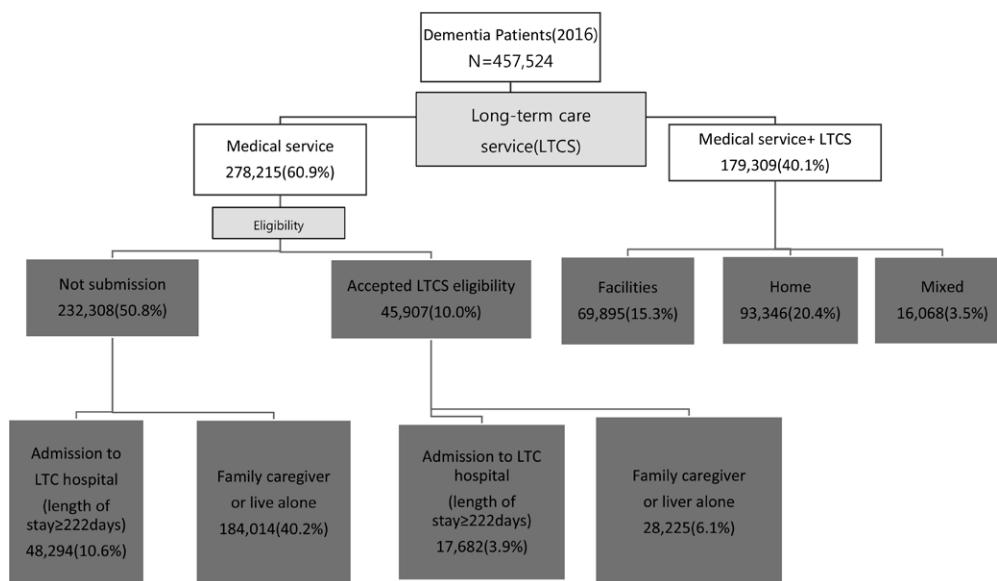 Dementia Patients(2016)
N=457,524
Long-term care
service(LTCS)
Medical service
278,215(60.9%)
Medical service+ LTCS
179,309(40.1%)
Eligibility
Not submission
232,308(50.8%)
Accepted LTCS eligibility
45,907(10.0%)
Facilities
69,895(15.3%)
Home
93,346(20.4%)
Mixed
16,068(3.5%)
Admission to
LTC hospital
(length of
stay≥222days)
48,294(10.6%)
Family caregiver
or live alone
184,014(40.2%)
Admission to LTC
hospital
(length of
stay≥222days)
17,682(3.9%)
Family caregiver
or liver alone
28,225(6.1%)